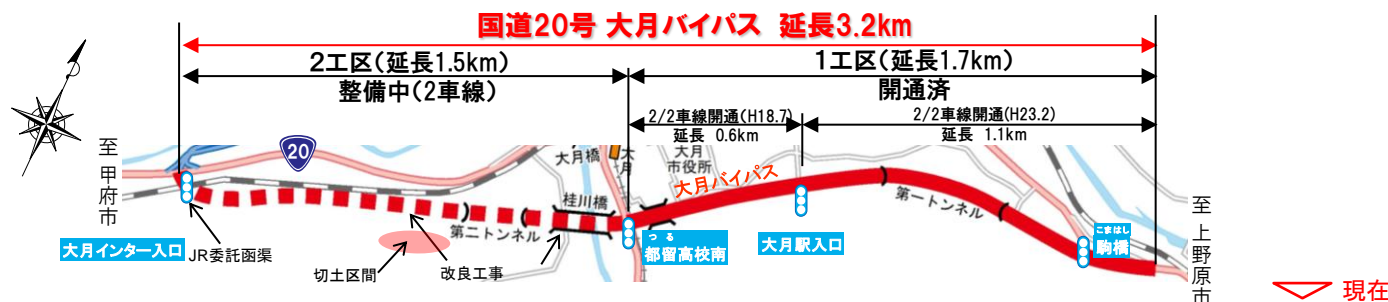 国道20号 大月バイパス 延長3.2km
2工区(延長1.5km)
整備中(2車線)
1工区(延長1.7km)
開通済
2/2車線開通(H18.7)
延長 0.6km
2/2車線開通(H23.2)
延長 1.1km
至甲府市
20
大月橋
大月
大月市役所
大月バイパス
桂川橋
第一トンネル
第二トンネル
大月インター入口
JR委託函渠
切土区間
改良工事
つる
都留高校南
大月駅入口
こまはし
駒橋
至上野原市
現在